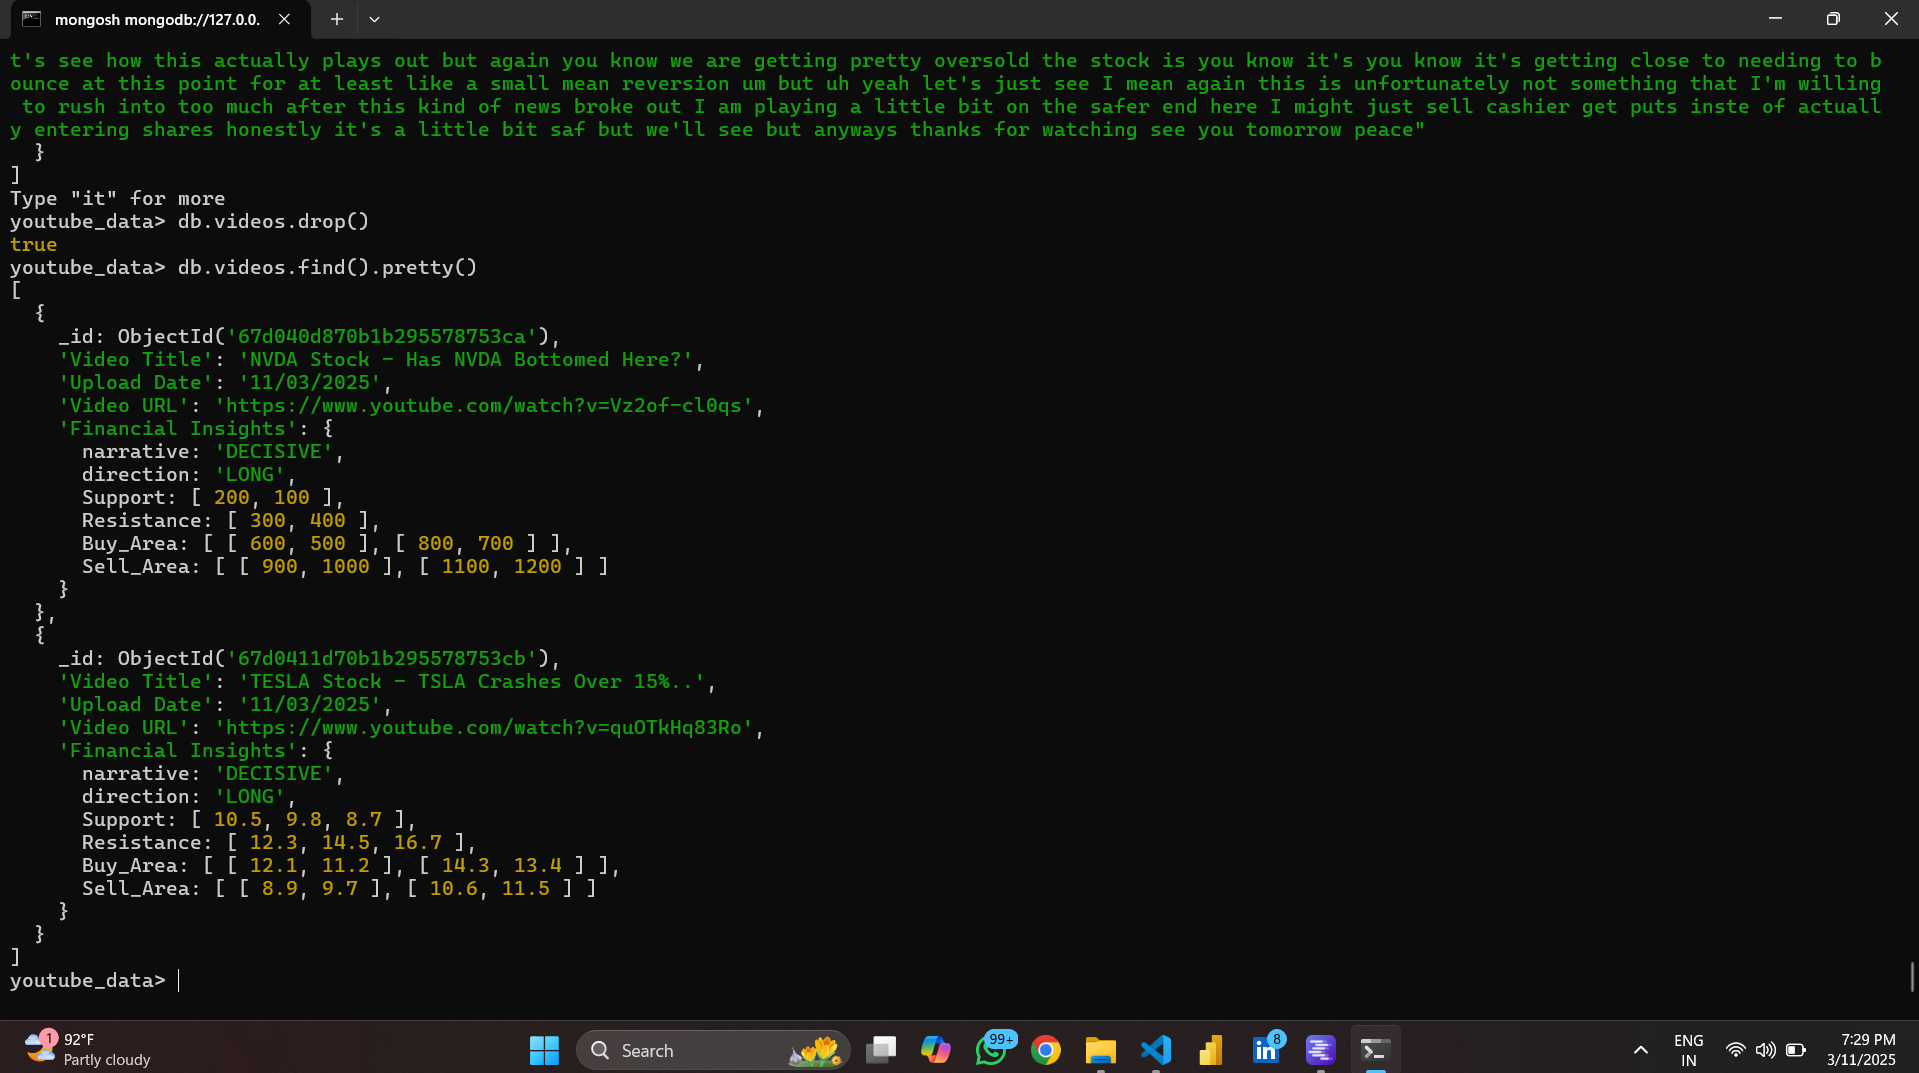 mongosh mongodb://127.0.0.
t's see how this actually plays out but again you know we are getting pretty oversold the stock is you know it's you know it's getting close to needing to b
ounce at this point for at least like a small mean reversion um but uh yeah let's just see I mean again this is unfortunately not something that I'm willing
to rush into too much after this kind of news broke out I am playing a little bit on the safer end here I might just sell cashier get puts inste of actuall
y entering shares honestly it's a little bit saf but we'll see but anyways thanks for watching see you tomorrow peace"
}
]
Type "it" for more
youtube_data> db.videos.drop()
true
youtube_data> db.videos.find().pretty()
[
{
_id: ObjectId('67d040d870b1b295578753ca'),
'Video Title': 'NVDA Stock - Has NVDA Bottomed Here?',
'Upload Date': '11/03/2025',
'Video URL': 'https://www.youtube.com/watch?v=Vz2of-cl0qs',
'Financial Insights': {
narrative: 'DECISIVE',
direction: 'LONG',
Support: [ 200, 100 ],
Resistance: [ 300, 400 ],
Buy_Area: [ [ 600, 500 ], [ 800, 700 ] ],
Sell_Area: [ [ 900, 1000 ], [ 1100, 1200 ] ]
}
},
{
_id: ObjectId('67d0411d70b1b295578753cb'),
'Video Title': 'TESLA Stock - TSLA Crashes Over 15%..',
'Upload Date': '11/03/2025',
'Video URL': 'https://www.youtube.com/watch?v=quOTkHq83Ro',
'Financial Insights': {
narrative: 'DECISIVE',
direction: 'LONG',
Support: [ 10.5, 9.8, 8.7 ],
Resistance: [ 12.3, 14.5, 16.7 ],
Buy_Area: [ [ 12.1, 11.2 ], [ 14.3, 13.4 ] ],
Sell_Area: [ [ 8.9, 9.7 ], [ 10.6, 11.5 ] ]
}
}
]
youtube_data>
1
92°F
Partly cloudy
Search
99+
in 8
ENG
IN
7:29 PM
3/11/2025